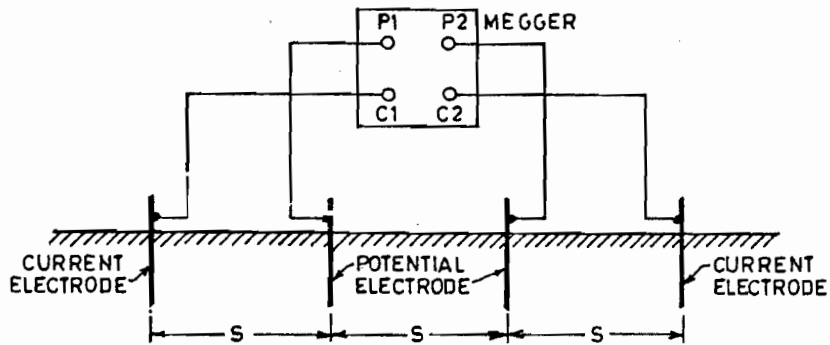 P1 P2 MEGGER
C1 C2
CURRENT
ELECTRODE
POTENTIAL
ELECTRODE
CURRENT
ELECTRODE
S S S